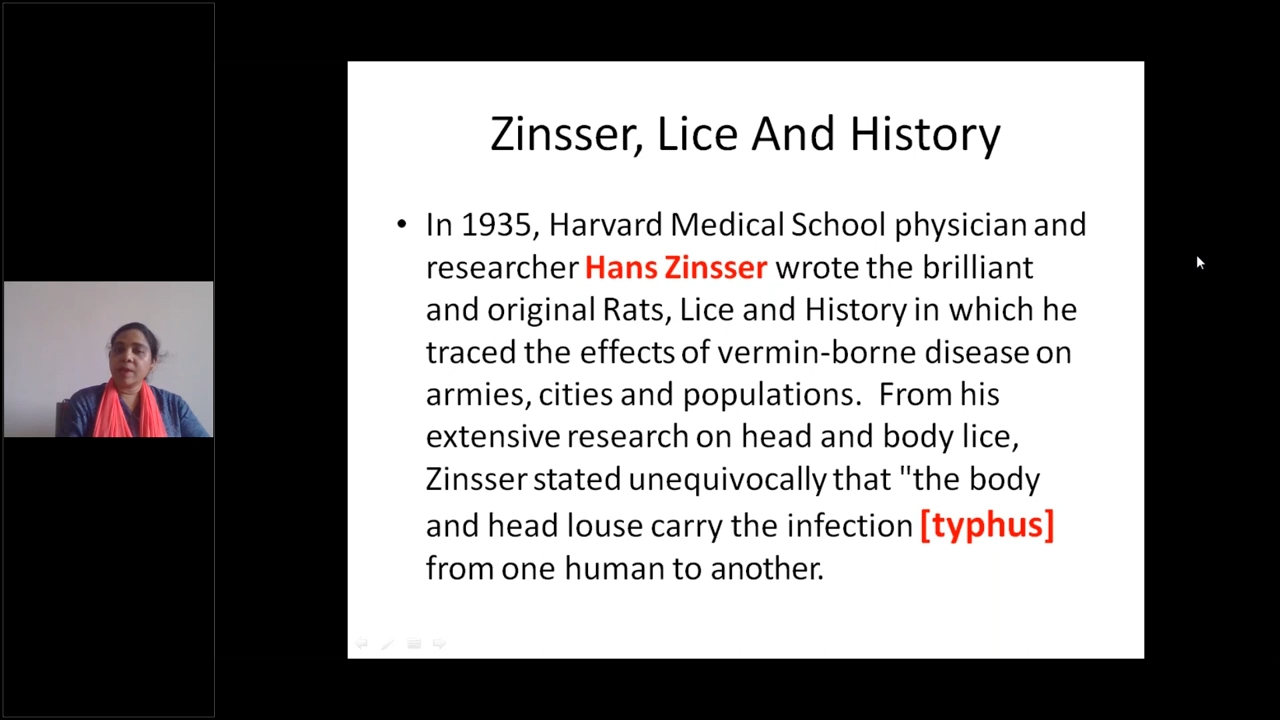 Zinsser, Lice And History
• In 1935, Harvard Medical School physician and
researcher Hans Zinsser wrote the brilliant
and original Rats, Lice and History in which he
traced the effects of vermin-borne disease on
armies, cities and populations.  From his
extensive research on head and body lice,
Zinsser stated unequivocally that "the body
and head louse carry the infection [typhus]
from one human to another.